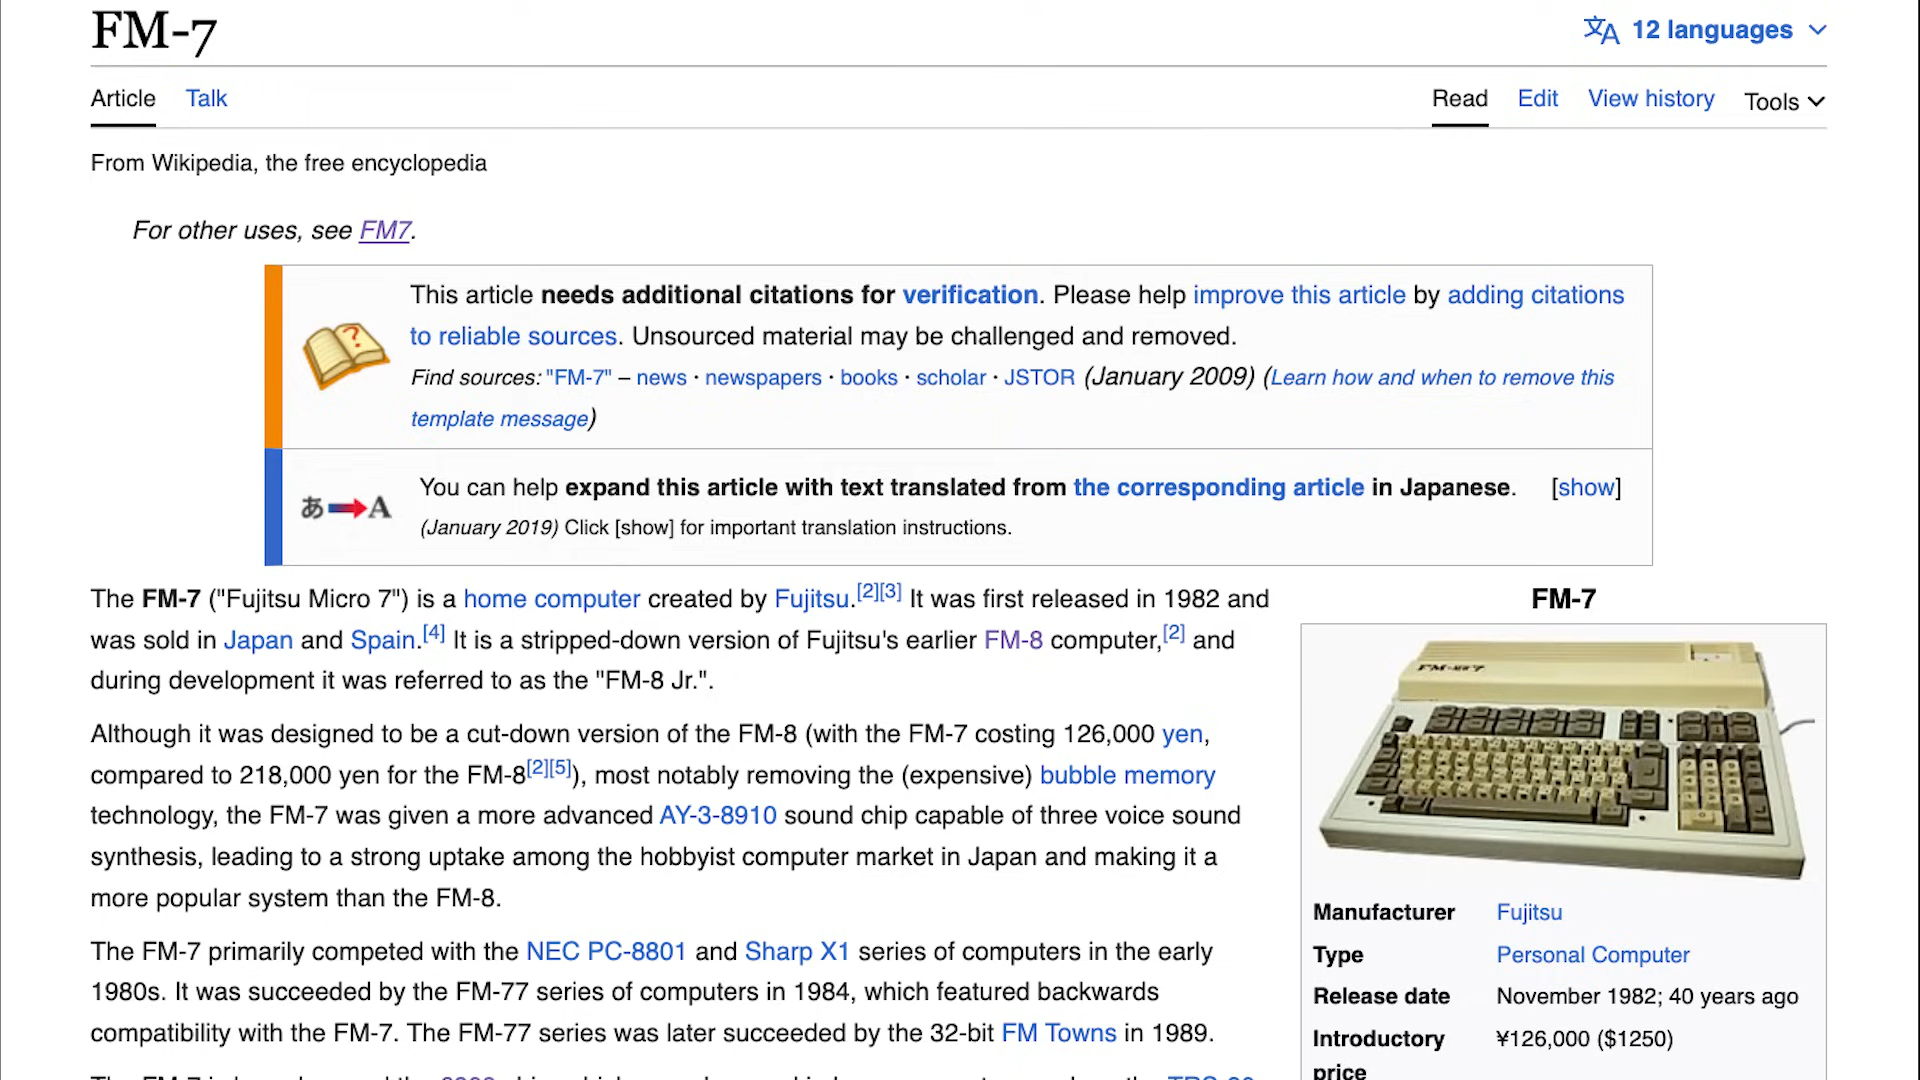 FM-7
12 languages
Article Talk
Read Edit View history Tools
From Wikipedia, the free encyclopedia
For other uses, see FM7.
This article needs additional citations for verification. Please help improve this article by adding citations
to reliable sources. Unsourced material may be challenged and removed.
Find sources: "FM-7" – news · newspapers · books · scholar · JSTOR (January 2009) (Learn how and when to remove this
template message)
あ A
You can help expand this article with text translated from the corresponding article in Japanese. [show]
(January 2019) Click [show] for important translation instructions.
The FM-7 ("Fujitsu Micro 7") is a home computer created by Fujitsu.[2][3] It was first released in 1982 and
was sold in Japan and Spain.[4] It is a stripped-down version of Fujitsu's earlier FM-8 computer,[2] and
during development it was referred to as the "FM-8 Jr.".
Although it was designed to be a cut-down version of the FM-8 (with the FM-7 costing 126,000 yen,
compared to 218,000 yen for the FM-8[2][5]), most notably removing the (expensive) bubble memory
technology, the FM-7 was given a more advanced AY-3-8910 sound chip capable of three voice sound
synthesis, leading to a strong uptake among the hobbyist computer market in Japan and making it a
more popular system than the FM-8.
The FM-7 primarily competed with the NEC PC-8801 and Sharp X1 series of computers in the early
1980s. It was succeeded by the FM-77 series of computers in 1984, which featured backwards
compatibility with the FM-7. The FM-77 series was later succeeded by the 32-bit FM Towns in 1989.
FM-7
Manufacturer Fujitsu
Type Personal Computer
Release date November 1982; 40 years ago
Introductory ¥126,000 ($1250)
price